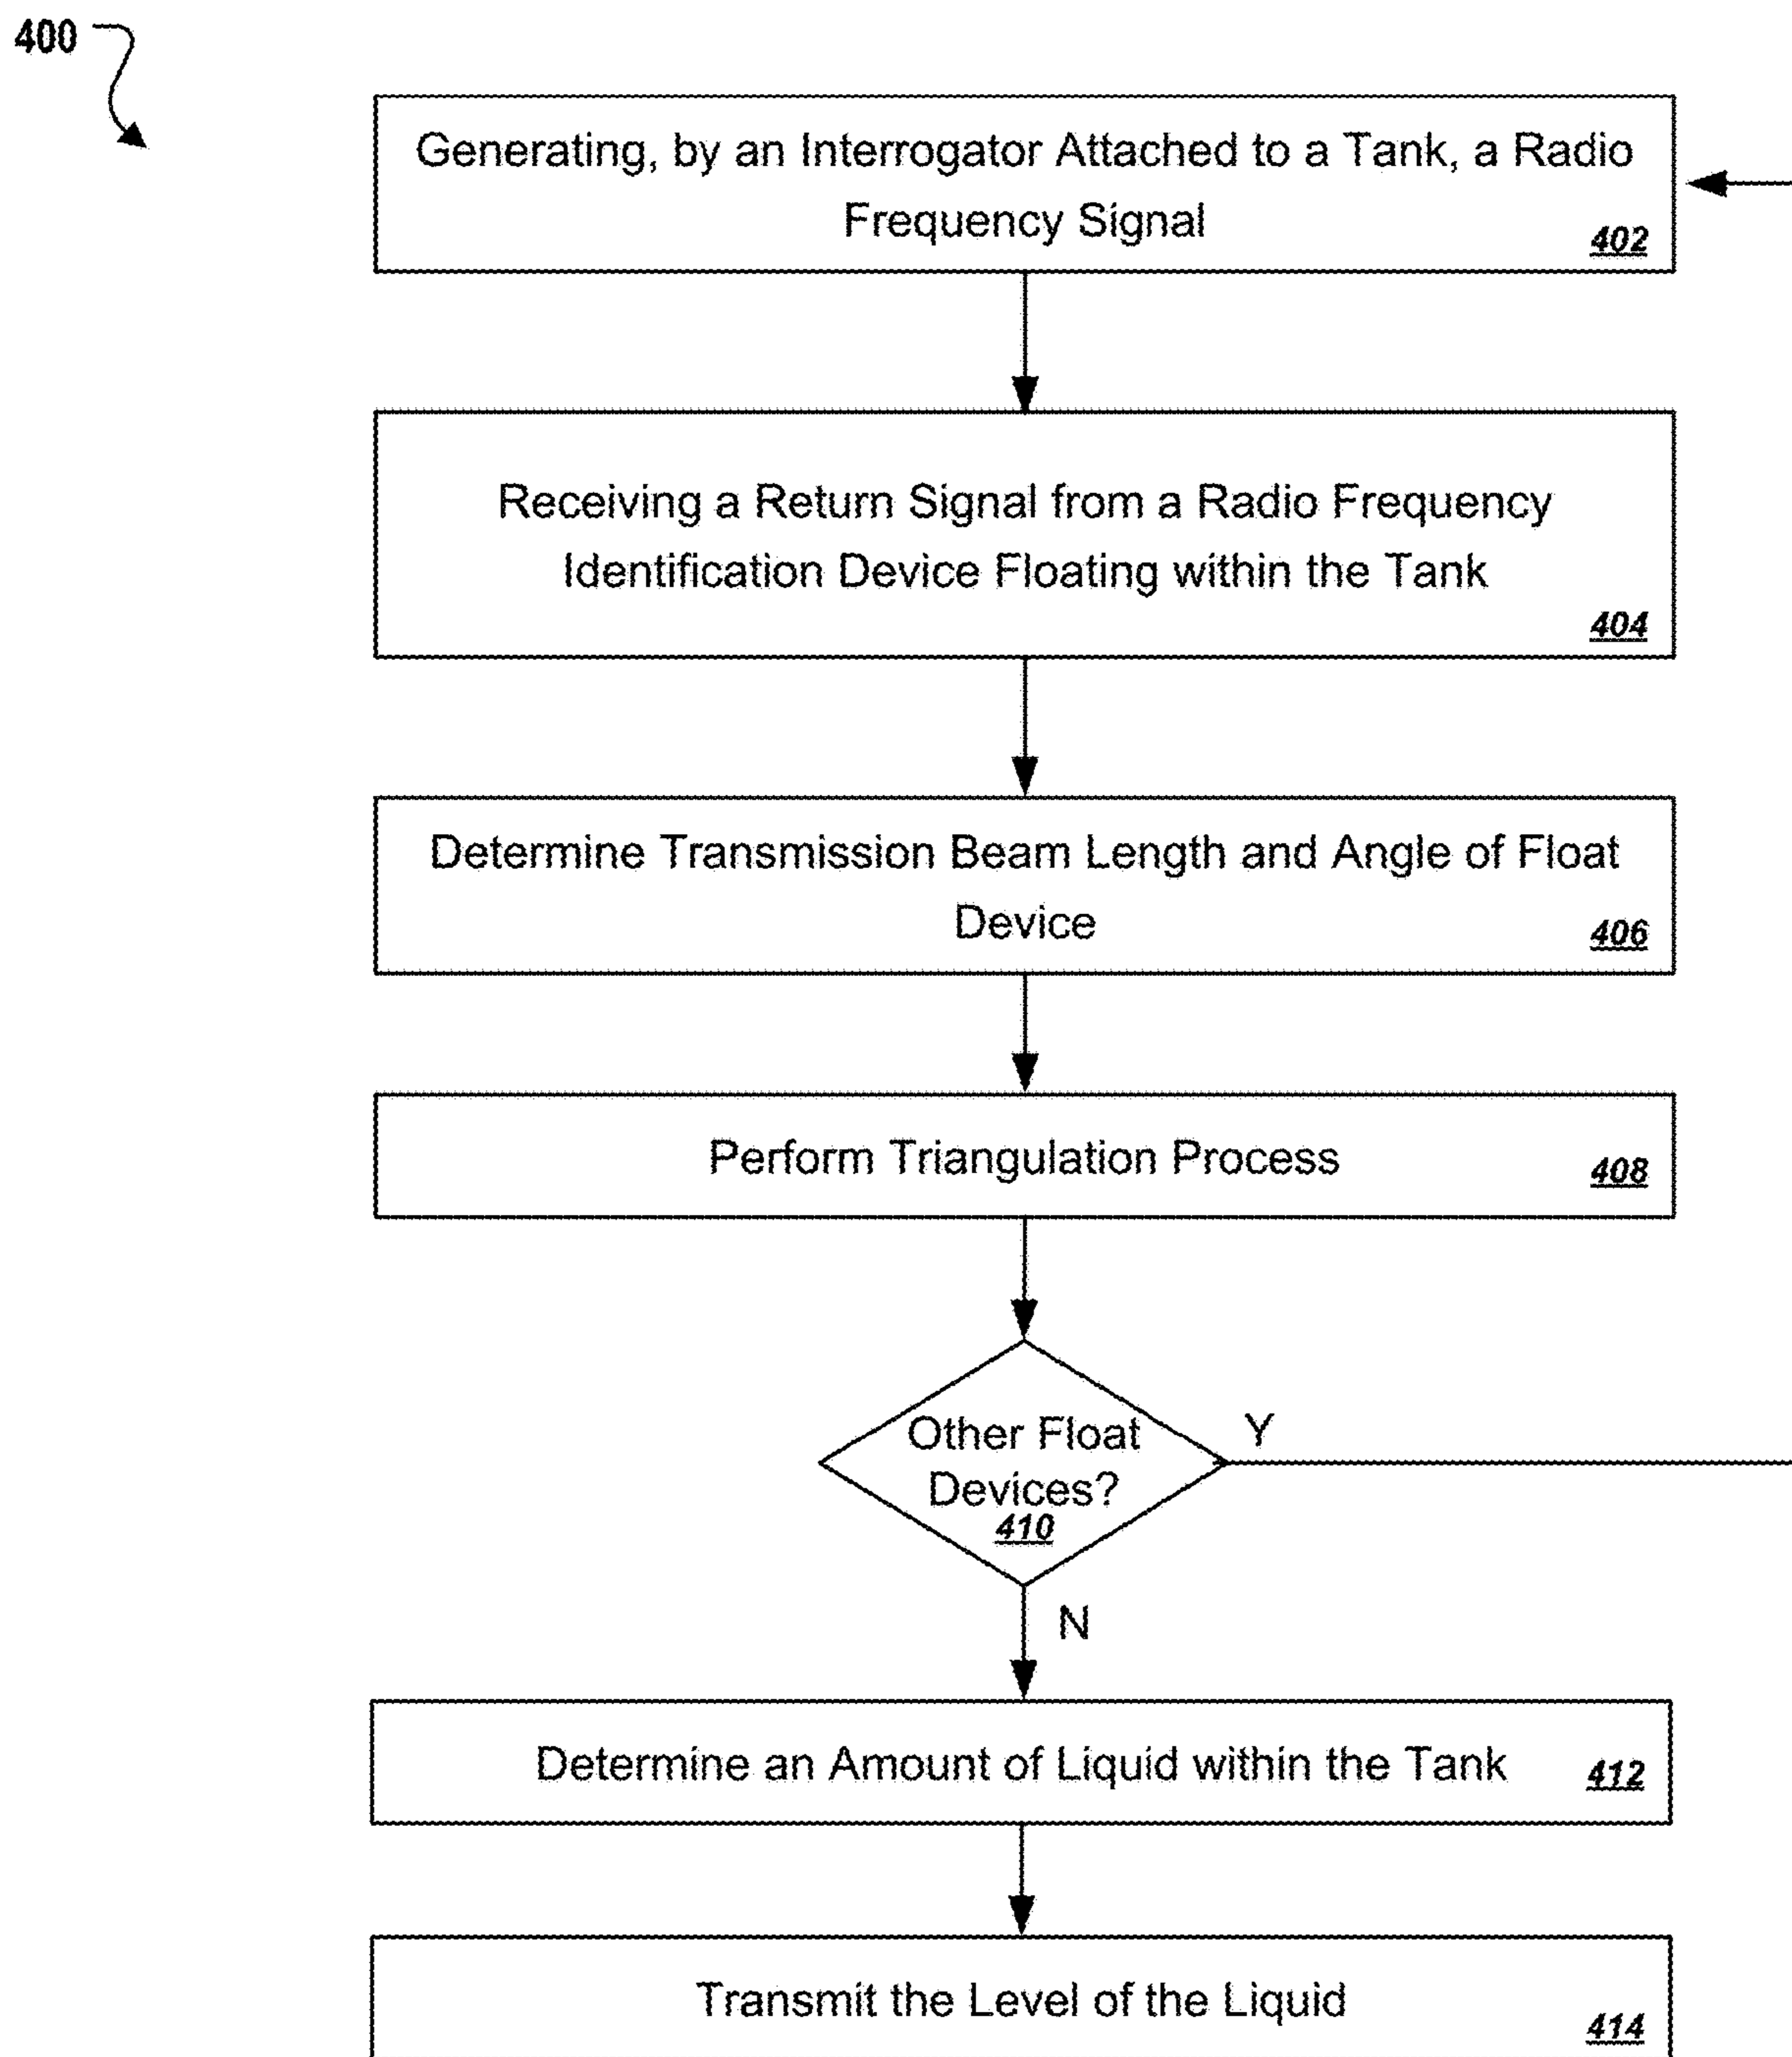 400
Generating, by an Interrogator Attached to a Tank, a Radio
Frequency Signal
402
Receiving a Return Signal from a Radio Frequency
Identification Device Floating within the Tank
404
Determine Transmission Beam Length and Angle of Float
Device
406
Perform Triangulation Process
408
Other Float
Devices?
410
Y
N
Determine an Amount of Liquid within the Tank
412
Transmit the Level of the Liquid
414